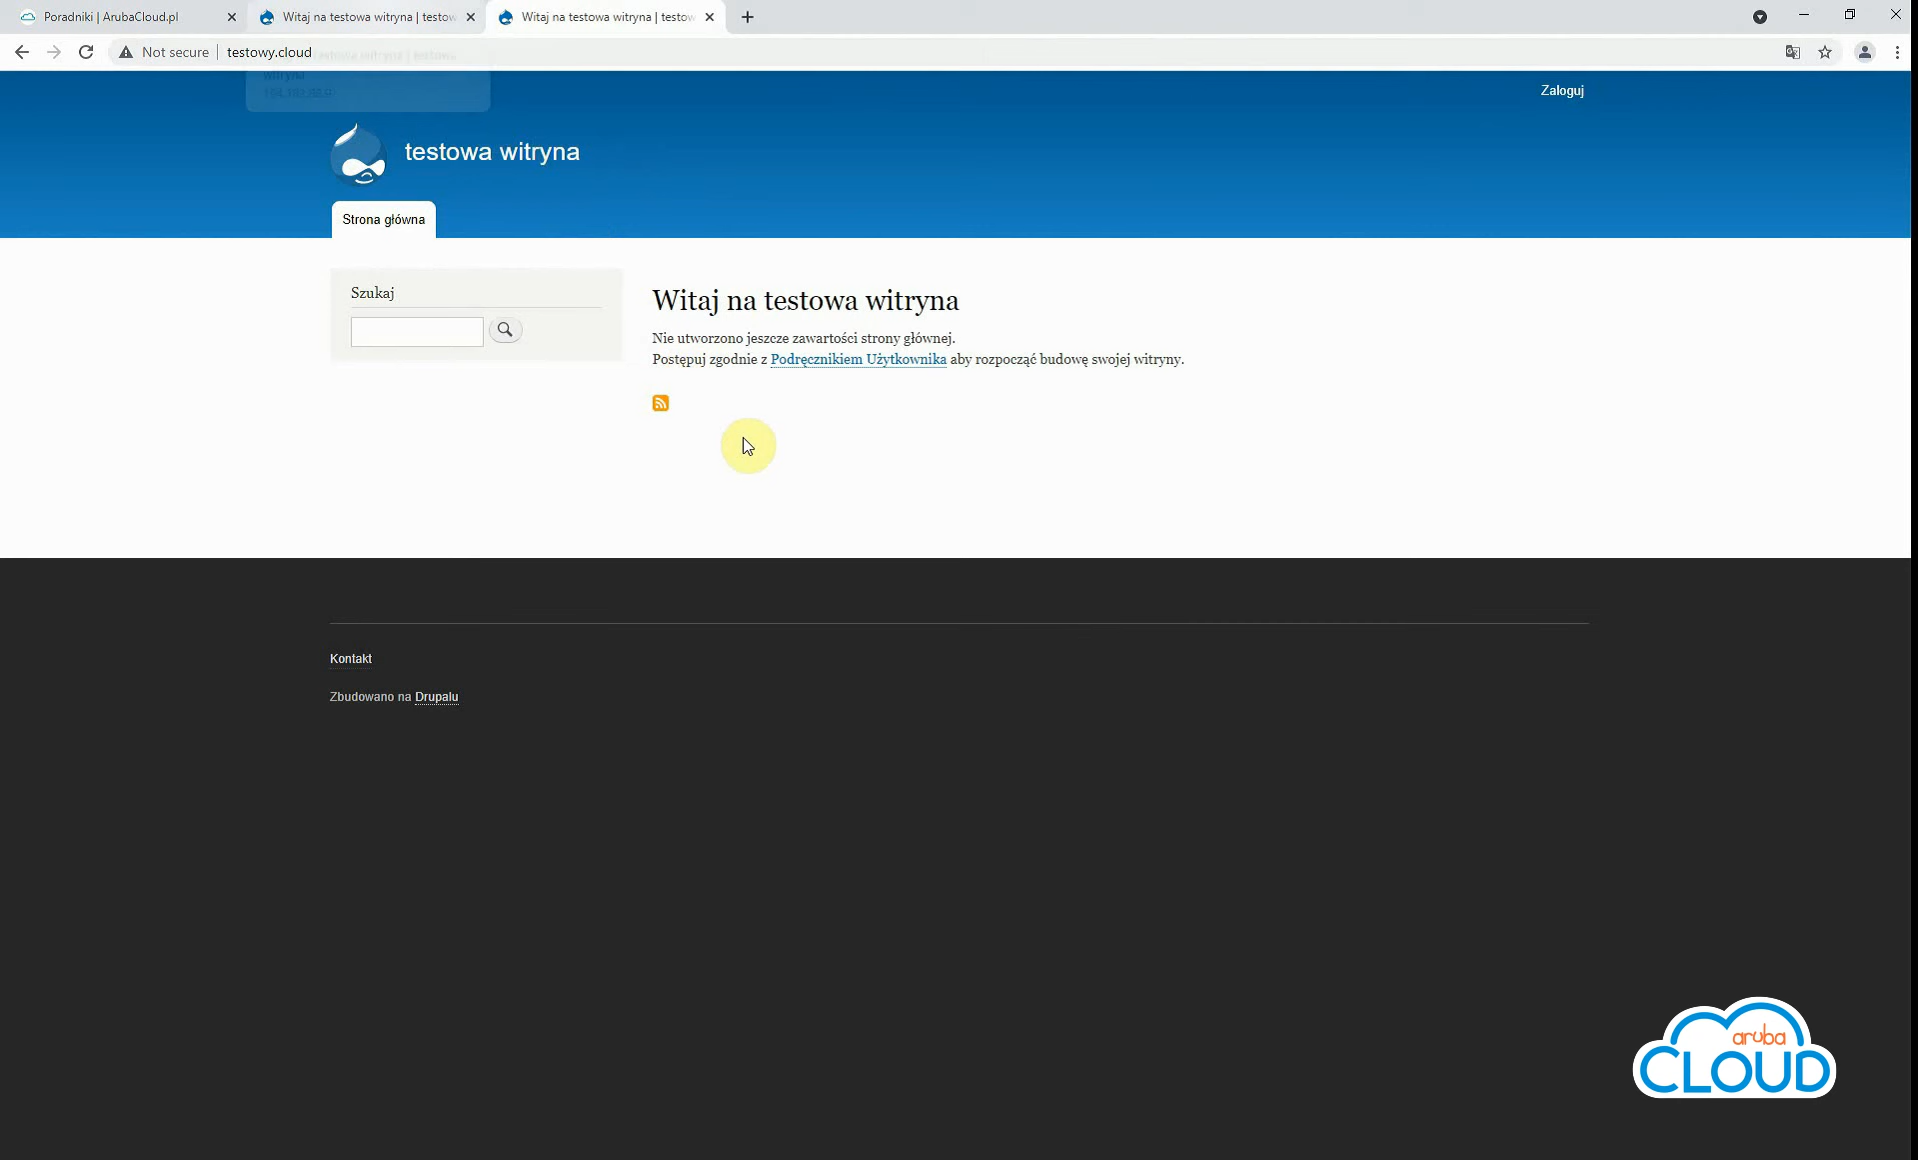 Poradniki | ArubaCloud.pl
Witaj na testowa witryna | testow
Witaj na testowa witryna | testow
Not secure
testowy.cloud
Zaloguj
testowa witryna
Strona główna
Szukaj
Witaj na testowa witryna
Nie utworzono jeszcze zawartości strony głównej.
Postępuj zgodnie z Podręcznikiem Użytkownika aby rozpocząć budowę swojej witryny.
Kontakt
Zbudowano na Drupalu
aruba
CLOUD